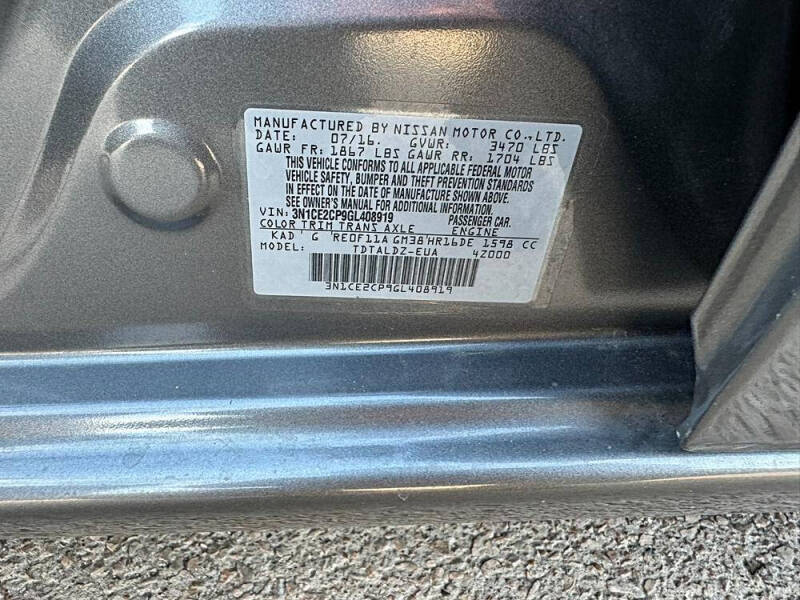 MANUFACTURED BY NISSAN MOTOR CO.,LTD.
DATE: 07/16. GVWR: 3470 LBS
GAWR FR: 1867 LBS GAWR RR: 1704 LBS
THIS VEHICLE CONFORMS TO ALL APPLICABLE FEDERAL MOTOR
VEHICLE SAFETY, BUMPER AND THEFT PREVENTION STANDARDS
IN EFFECT ON THE DATE OF MANUFACTURE SHOWN ABOVE.
SEE OWNER'S MANUAL FOR ADDITIONAL INFORMATION.
VIN: 3N1CE2CP9GL408919 PASSENGER CAR.
COLOR TRIM TRANS AXLE ENGINE
KAD ' G 'RE0F11A GM38'HR16DE 1598 CC
MODEL: TDTALDZ-EUA 42000
3N1CE2CP9GL408919